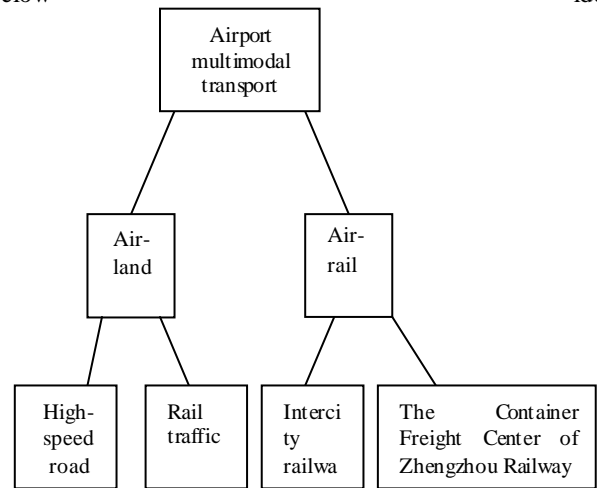 Airport
multimodal
transport
Air-
land
Air-
rail
High-
speed
road
Rail
traffic
Interci
ty
railwa
The Container
Freight Center of
Zhengzhou Railway